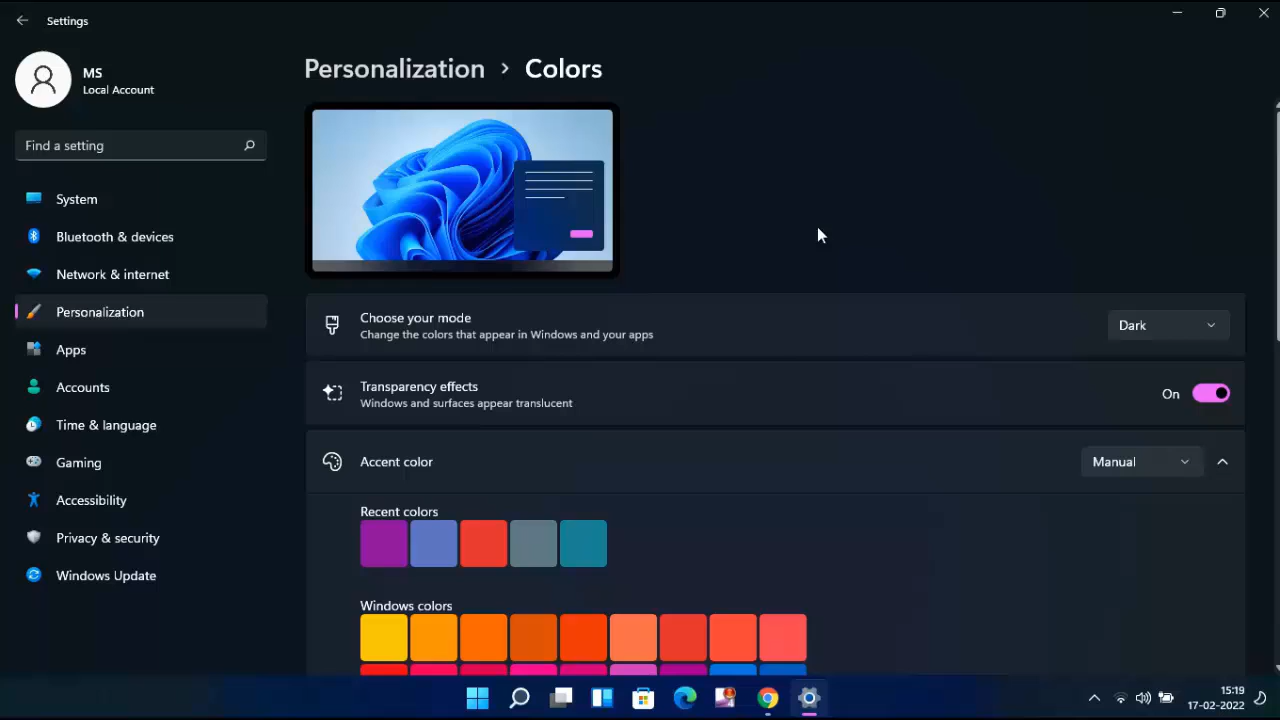 Settings
MS
Local Account
Find a setting
System
Bluetooth & devices
Network & internet
Personalization
Apps
Accounts
Time & language
Gaming
Accessibility
Privacy & security
Windows Update
Personalization › Colors
Choose your mode
Change the colors that appear in Windows and your apps
Dark
Transparency effects
Windows and surfaces appear translucent
On
Accent color
Manual
Recent colors
Windows colors
15:19
17-02-2022